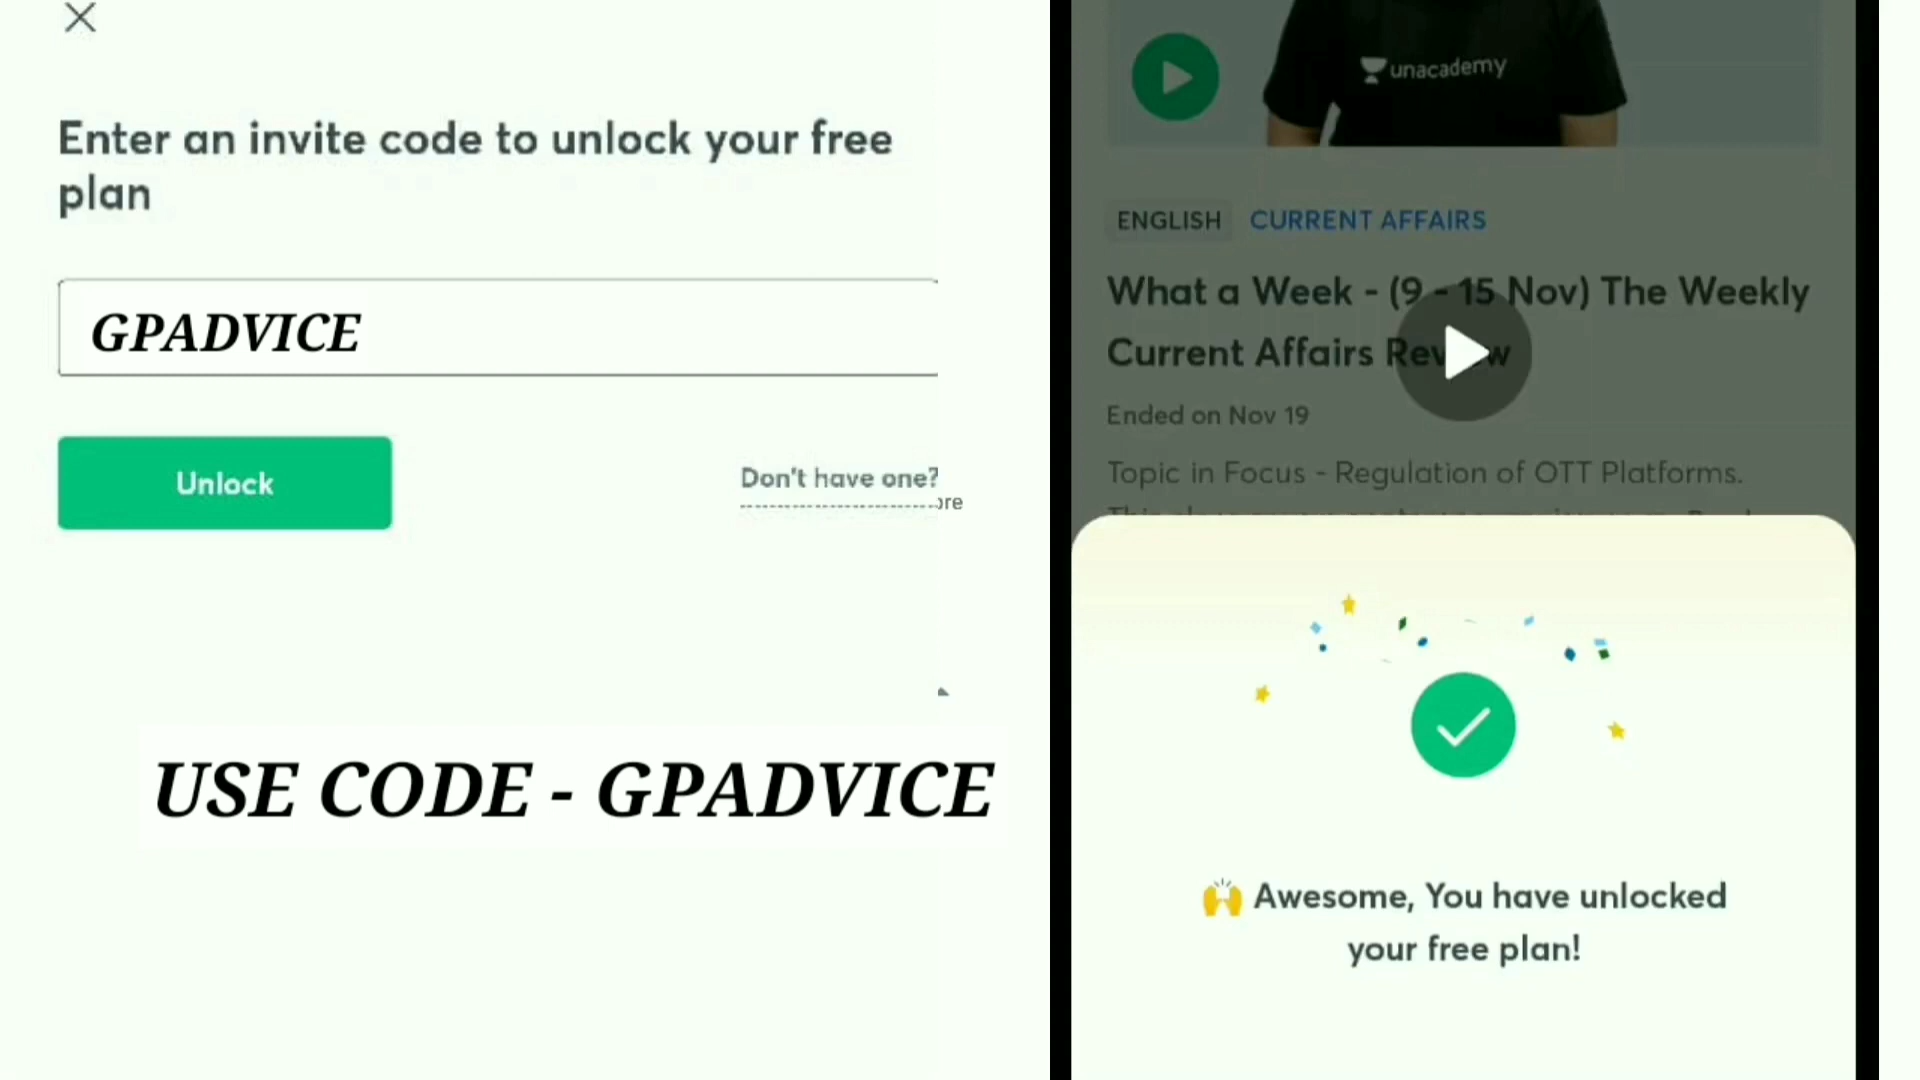 Enter an invite code to unlock your free
plan
GPADVICE
Unlock
Don't have one?
ore
USE CODE - GPADVICE
unacademy
ENGLISH CURRENT AFFAIRS
What a Week - (9 - 15 Nov) The Weekly
Current Affairs Review
Ended on Nov 19
Topic in Focus - Regulation of OTT Platforms.
🙌 Awesome, You have unlocked
your free plan!